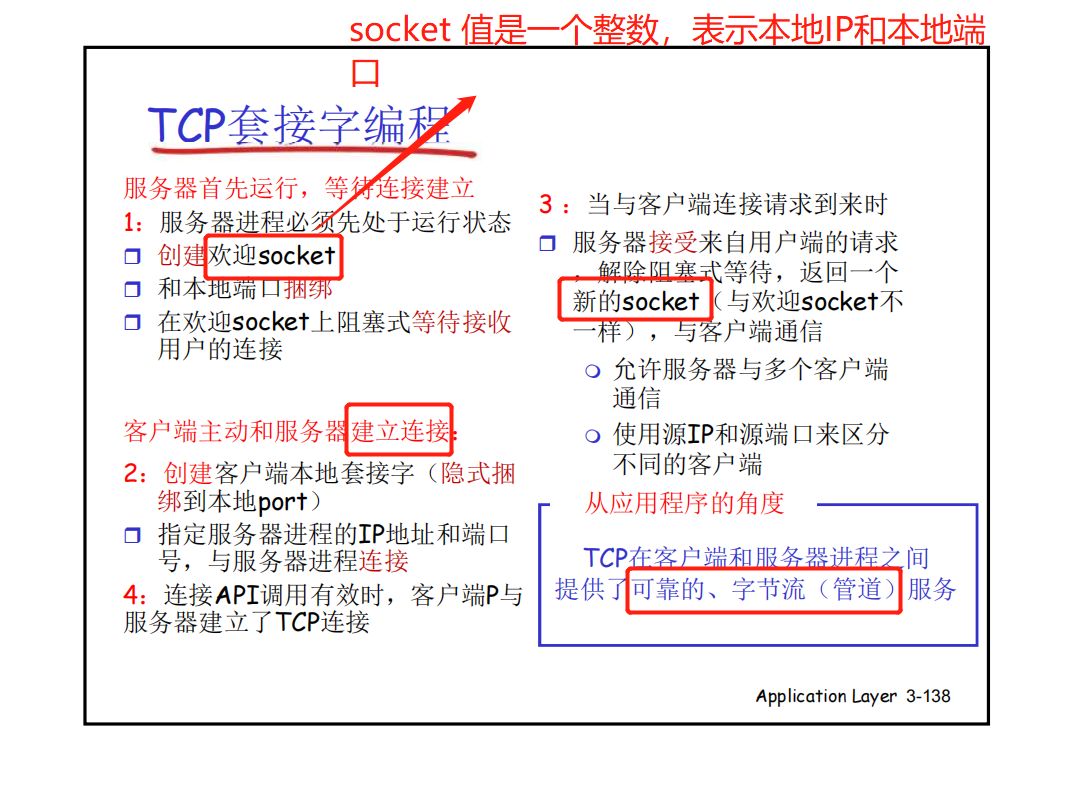 socket 值是一个整数，表示本地IP和本地端
口
TCP套接字编程
服务器首先运行，等待连接建立
1：服务器进程必须先处于运行状态
创建欢迎socket
和本地端口捆绑
在欢迎socket上阻塞式等待接收
用户的连接
客户端主动和服务器建立连接：
2：创建客户端本地套接字（隐式捆
绑到本地port）
指定服务器进程的IP地址和端口
号，与服务器进程连接
4：连接API调用有效时，客户端P与
服务器建立了TCP连接
3 ：当与客户端连接请求到来时
服务器接受来自用户端的请求
，解除阻塞式等待，返回一个
新的socket（与欢迎socket不
一样），与客户端通信
允许服务器与多个客户端
通信
使用源IP和源端口来区分
不同的客户端
从应用程序的角度
TCP在客户端和服务器进程之间
提供了可靠的、字节流（管道）服务
Application Layer 3-138